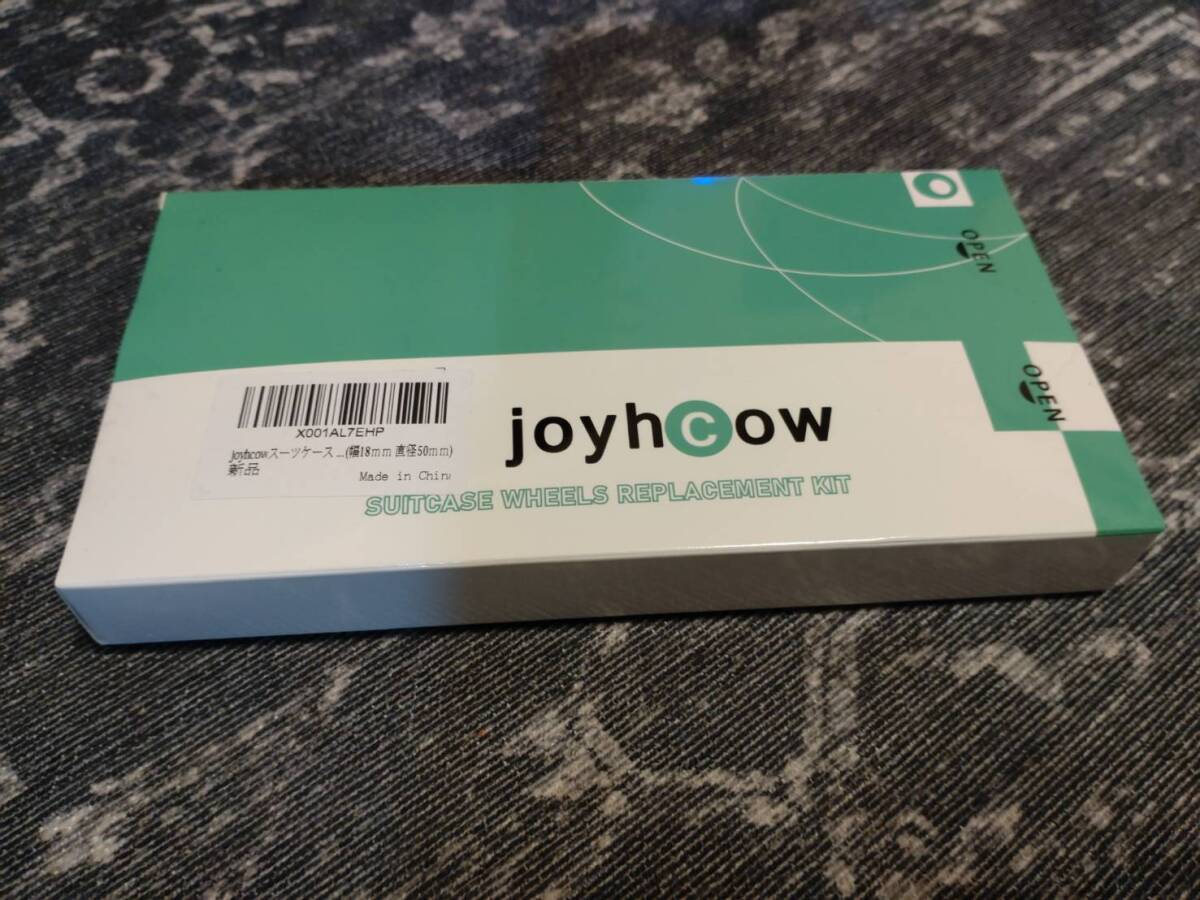 OPEN
OPEN
X001AL7EHP
joyhcowスーツケース ... (幅18mm 直径50mm)
新品
Made in China
joyhcow
SUITCASE WHEELS REPLACEMENT KIT